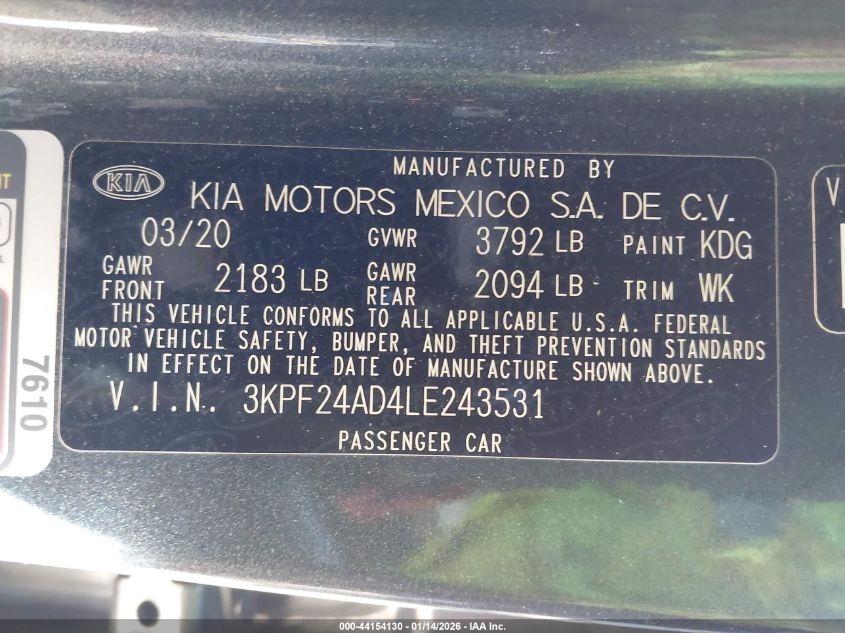 MANUFACTURED BY
KIA KIA MOTORS MEXICO S.A. DE C.V.
03/20 GVWR 3792 LB PAINT KDG
GAWR FRONT 2183 LB GAWR REAR 2094 LB TRIM WK
THIS VEHICLE CONFORMS TO ALL APPLICABLE U.S.A. FEDERAL
MOTOR VEHICLE SAFETY, BUMPER, AND THEFT PREVENTION STANDARDS
IN EFFECT ON THE DATE OF MANUFACTURE SHOWN ABOVE.
V.I.N. 3KPF24AD4LE243531
PASSENGER CAR
7610
V
000-44154130 - 01/14/2026 - IAA Inc.